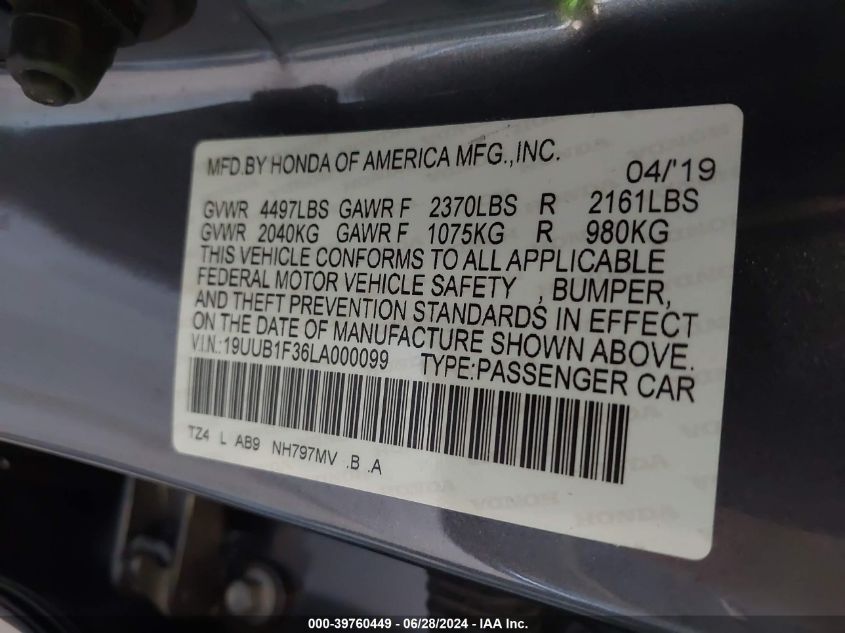 MFD.BY HONDA OF AMERICA MFG.,INC. 04/'19
GVWR 4497LBS GAWR F 2370LBS R 2161LBS
GVWR 2040KG GAWR F 1075KG R 980KG
THIS VEHICLE CONFORMS TO ALL APPLICABLE
FEDERAL MOTOR VEHICLE SAFETY , BUMPER,
AND THEFT PREVENTION STANDARDS IN EFFECT
ON THE DATE OF MANUFACTURE SHOWN ABOVE.
V.I.N.:19UUB1F36LA000099 TYPE:PASSENGER CAR
TZ4 L AB9 NH797MV .B .A
000-39760449 - 06/28/2024 - IAA Inc.